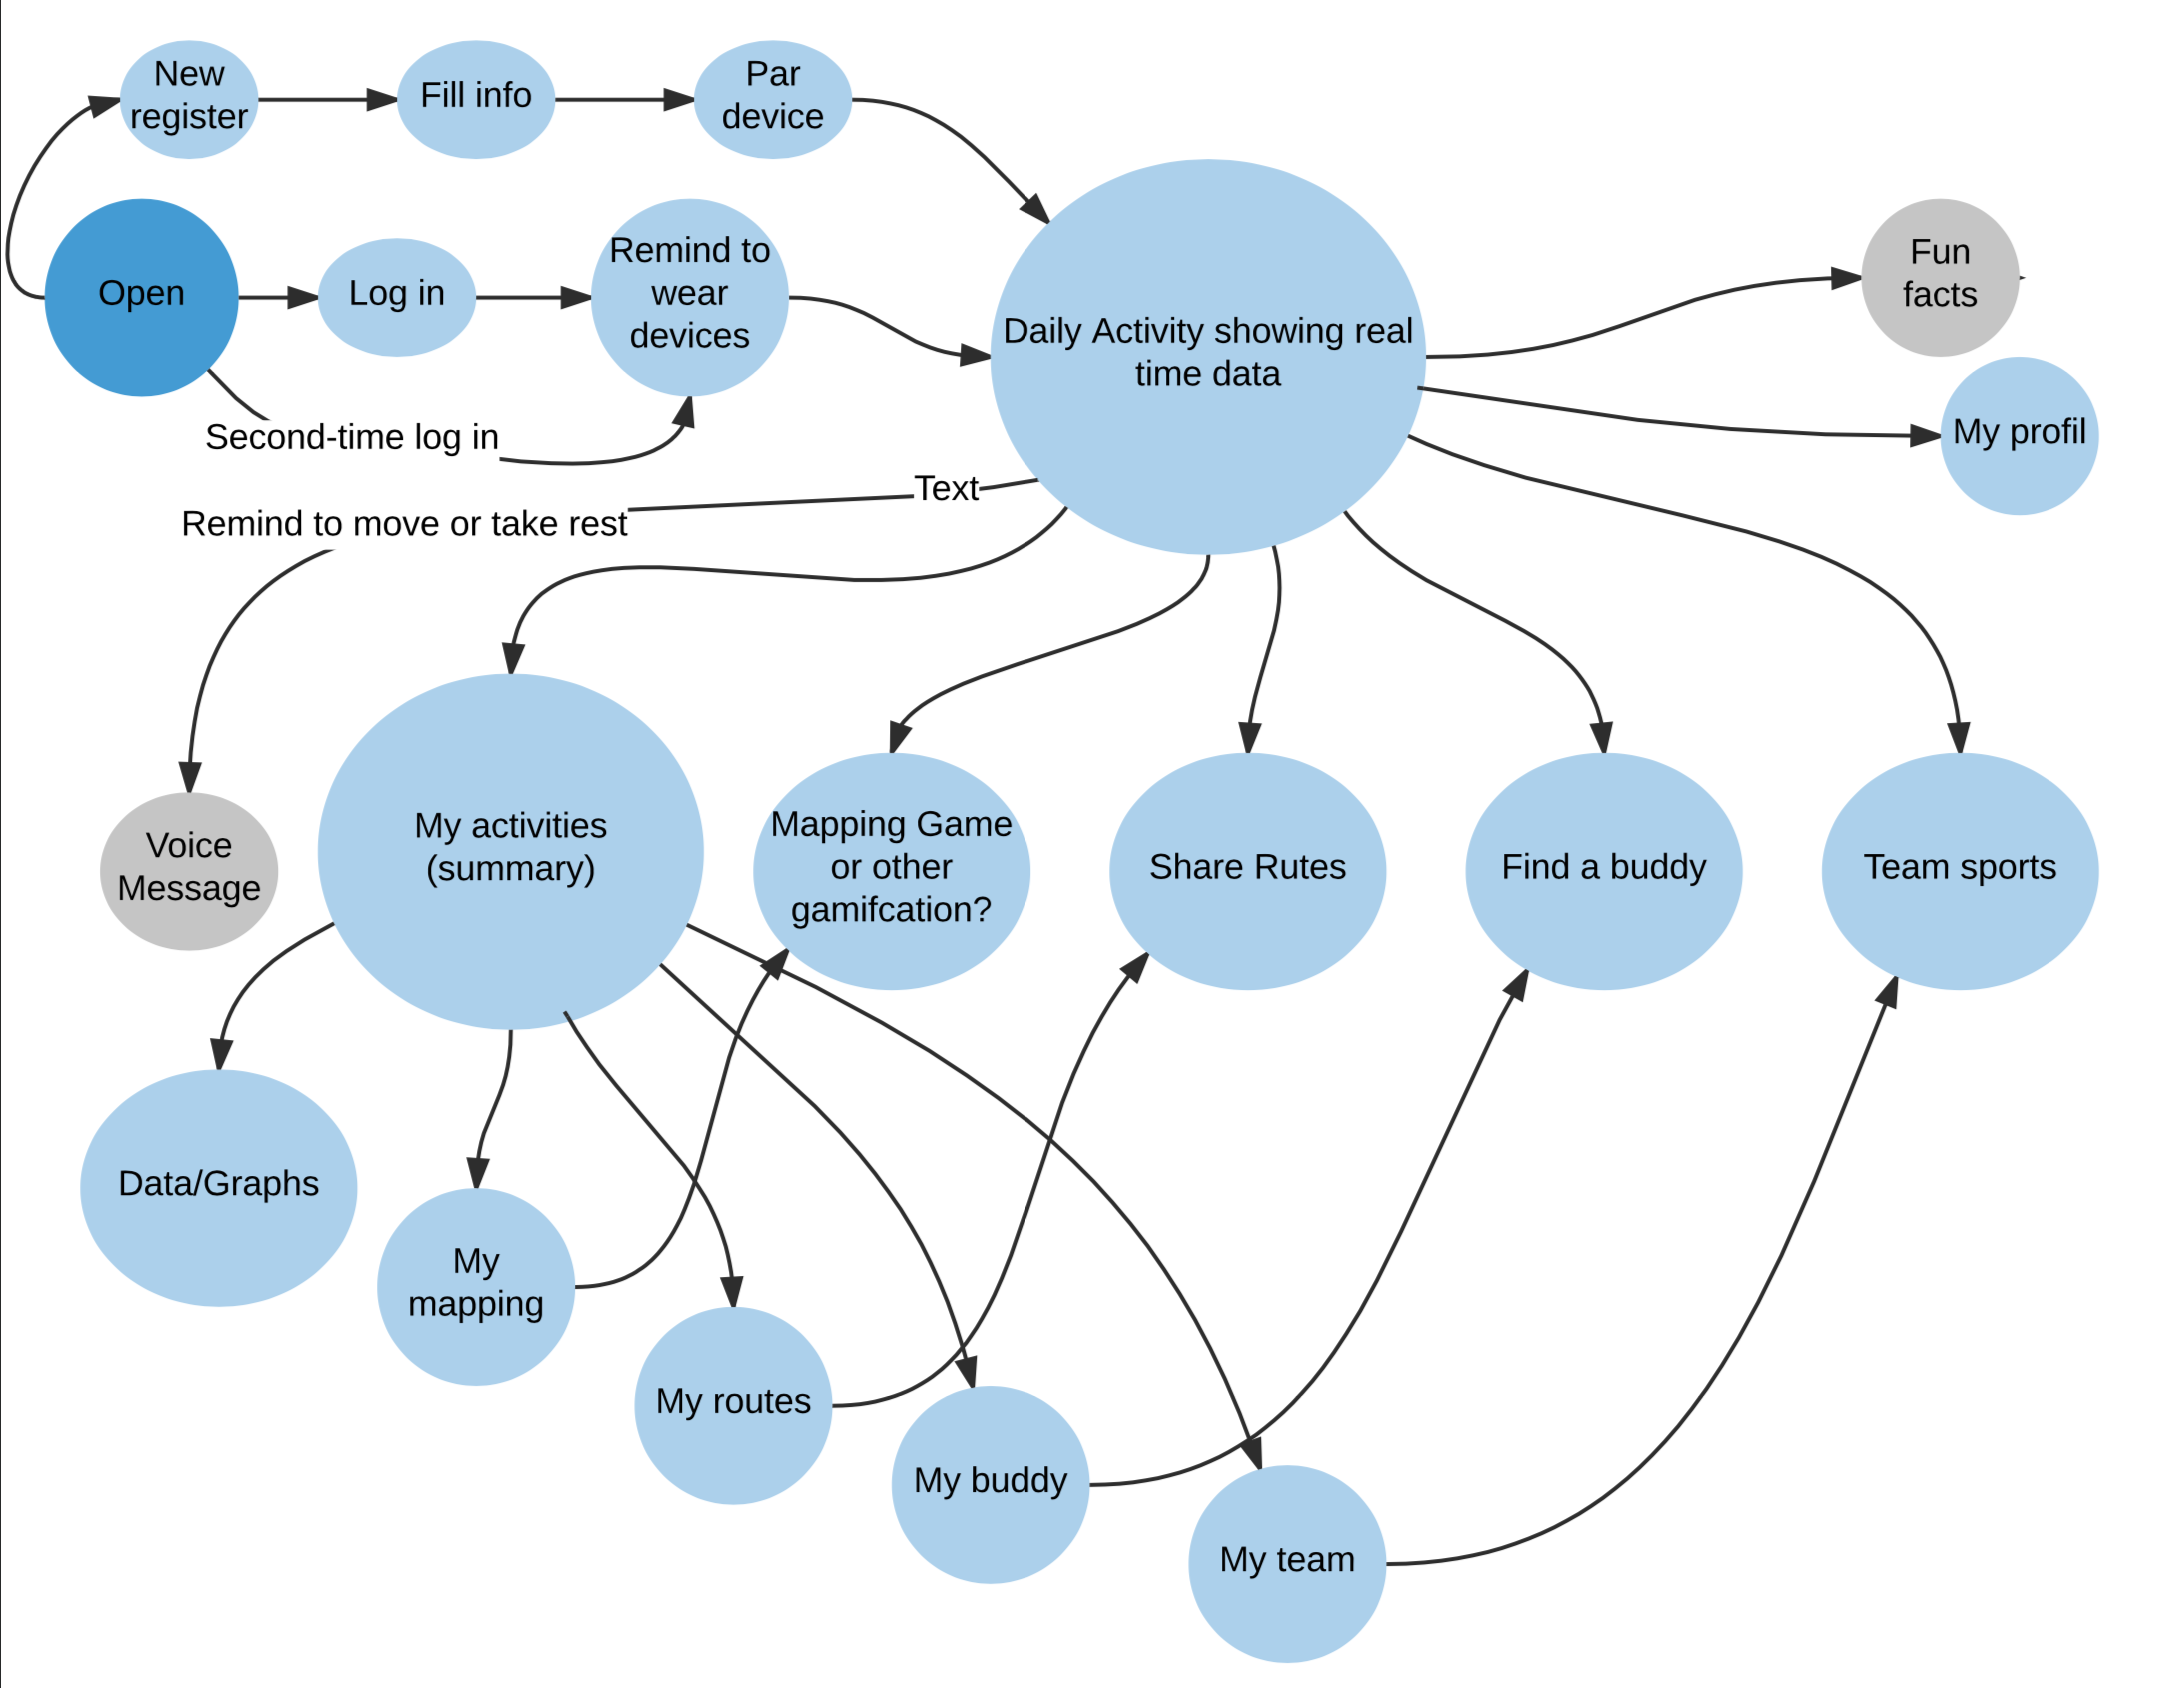 New
register
Fill info
Par
device
Open
Log in
Remind to
wear
devices
Daily Activity showing real
time data
Fun
facts
My profil
Second-time log in
Text
Remind to move or take rest
Voice
Message
My activities
(summary)
Mapping Game
or other
gamifcation?
Share Rutes
Find a buddy
Team sports
Data/Graphs
My
mapping
My routes
My buddy
My team